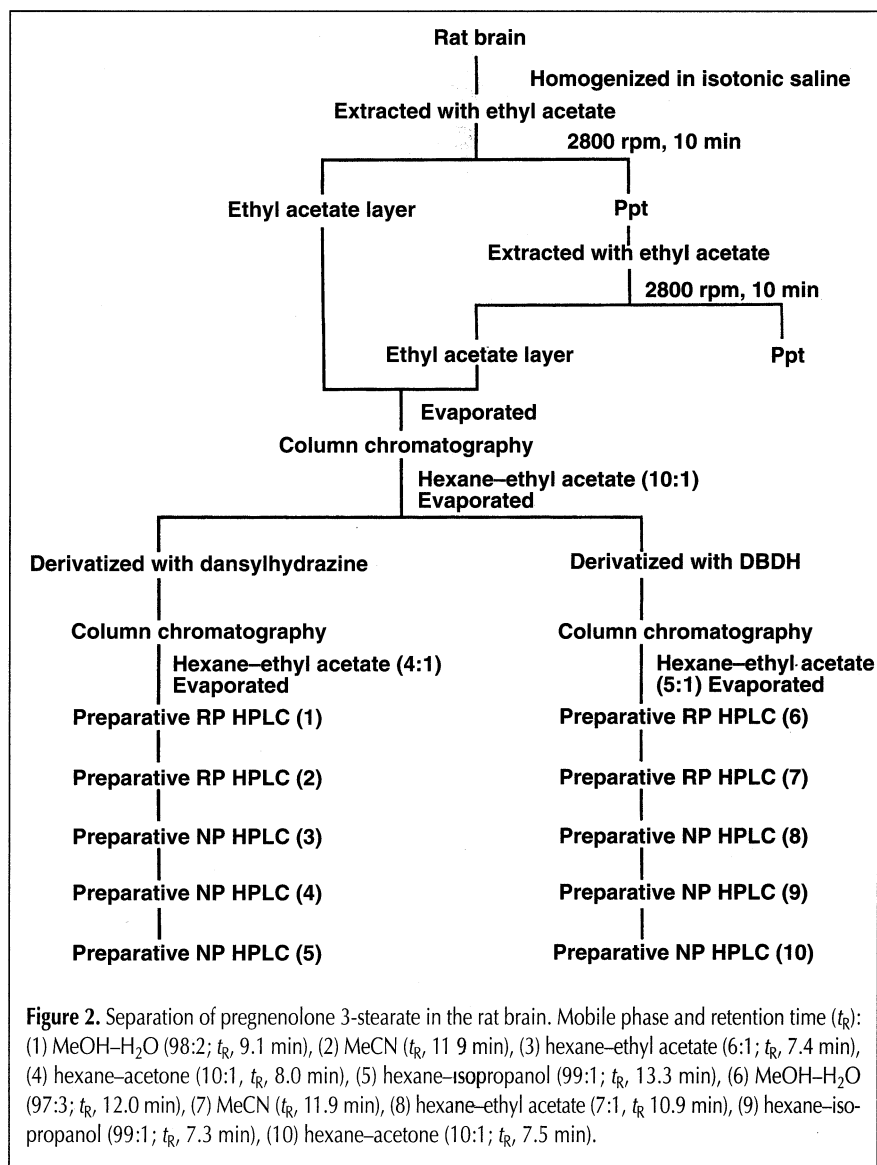 Rat brain
Homogenized in isotonic saline
Extracted with ethyl acetate
2800 rpm, 10 min
Ethyl acetate layer
Ppt
Extracted with ethyl acetate
2800 rpm, 10 min
Ethyl acetate layer
Ppt
Evaporated
Column chromatography
Hexane–ethyl acetate (10:1)
Evaporated
Derivatized with dansylhydrazine
Column chromatography
Hexane–ethyl acetate (4:1)
Evaporated
Preparative RP HPLC (1)
Preparative RP HPLC (2)
Preparative NP HPLC (3)
Preparative NP HPLC (4)
Preparative NP HPLC (5)
Derivatized with DBDH
Column chromatography
Hexane–ethyl acetate
(5:1) Evaporated
Preparative RP HPLC (6)
Preparative RP HPLC (7)
Preparative NP HPLC (8)
Preparative NP HPLC (9)
Preparative NP HPLC (10)
Figure 2. Separation of pregnenolone 3-stearate in the rat brain. Mobile phase and retention time (tR):
(1) MeOH–H2O (98:2; tR, 9.1 min), (2) MeCN (tR, 11 9 min), (3) hexane–ethyl acetate (6:1; tR, 7.4 min),
(4) hexane–acetone (10:1, tR, 8.0 min), (5) hexane–isopropanol (99:1; tR, 13.3 min), (6) MeOH–H2O
(97:3; tR, 12.0 min), (7) MeCN (tR, 11.9 min), (8) hexane–ethyl acetate (7:1, tR 10.9 min), (9) hexane–iso-
propanol (99:1; tR, 7.3 min), (10) hexane–acetone (10:1; tR, 7.5 min).